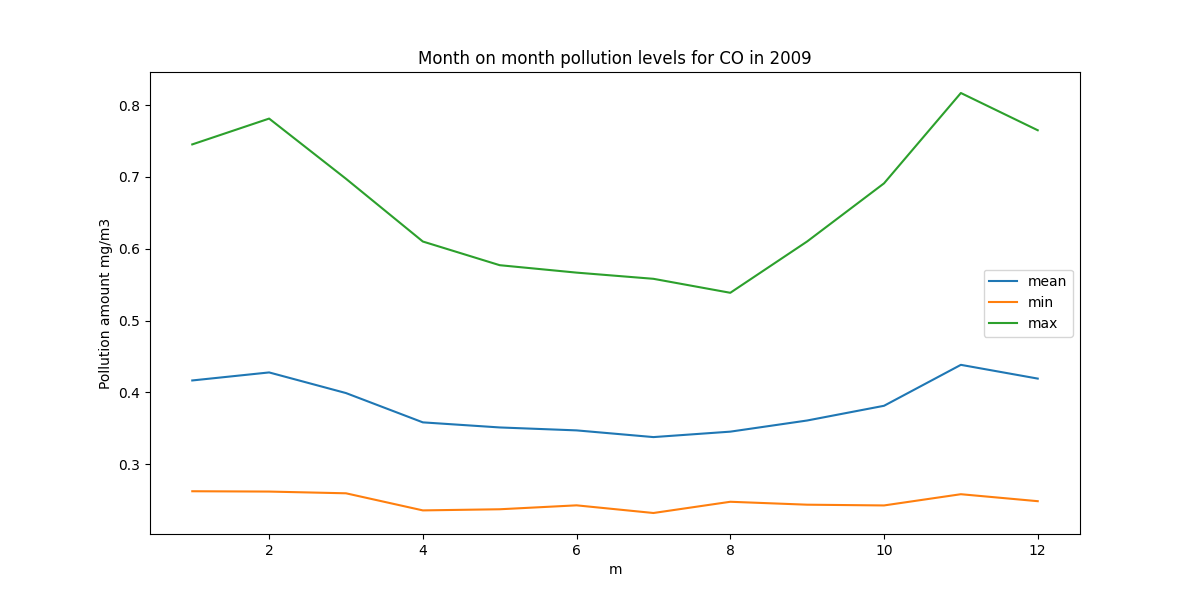 Month on month pollution levels for CO in 2009
Pollution amount mg/m3
0.8
0.7
0.6
0.5
0.4
0.3
mean
min
max
2 4 6 8 10 12
m